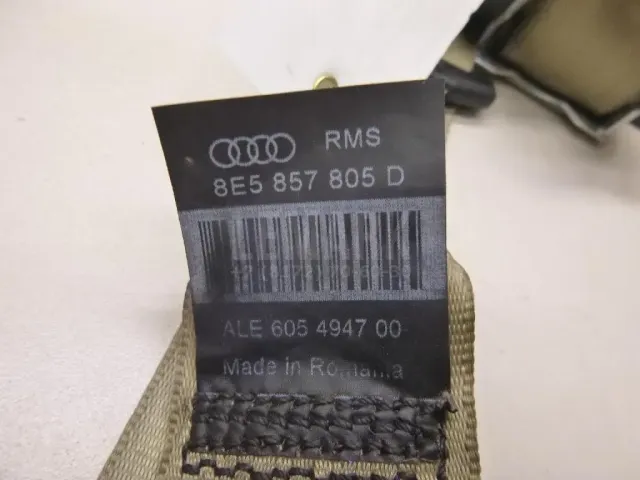 RMS
8E5 857 805 D
ALE 605 4947 00
Made in Romania